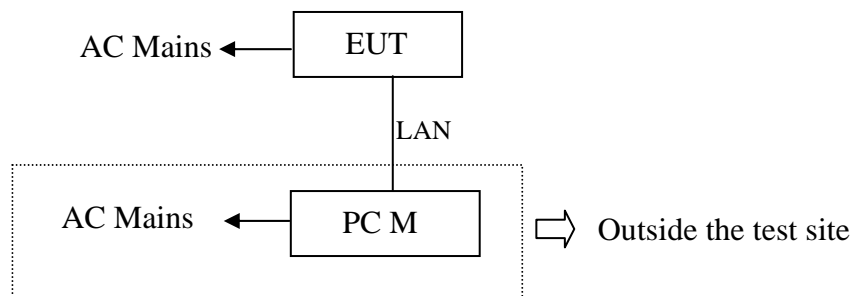 AC Mains
EUT
LAN
AC Mains
PC M
Outside the test site